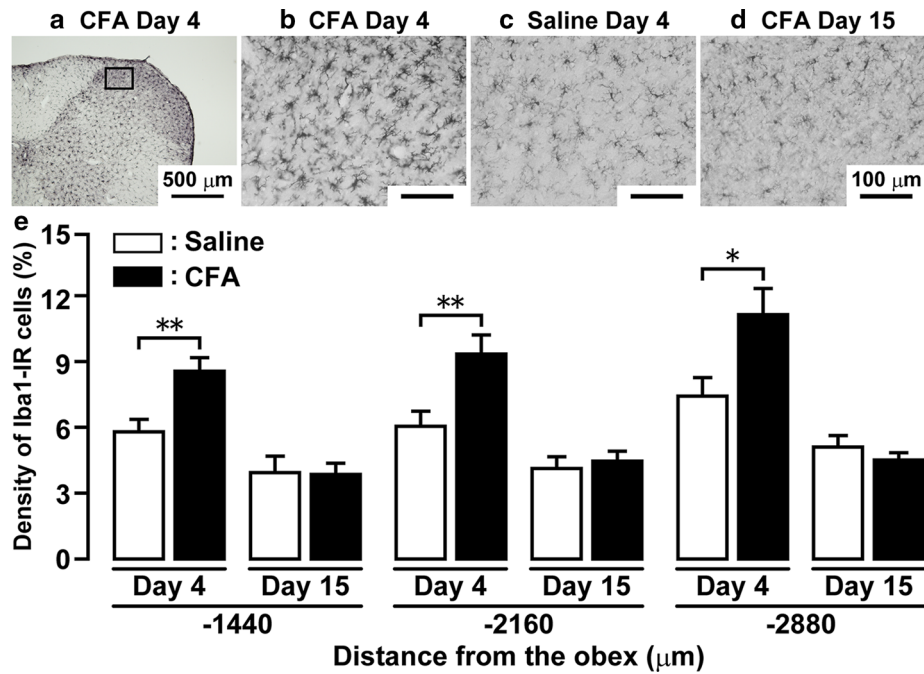 a CFA Day 4
b CFA Day 4
c Saline Day 4
d CFA Day 15
500 μm
100 μm
e
Density of Iba1-IR cells (%)
15
12
9
6
3
0
: Saline
: CFA
**
**
*
Day 4
Day 15
Day 4
Day 15
Day 4
Day 15
-1440
-2160
-2880
Distance from the obex (μm)